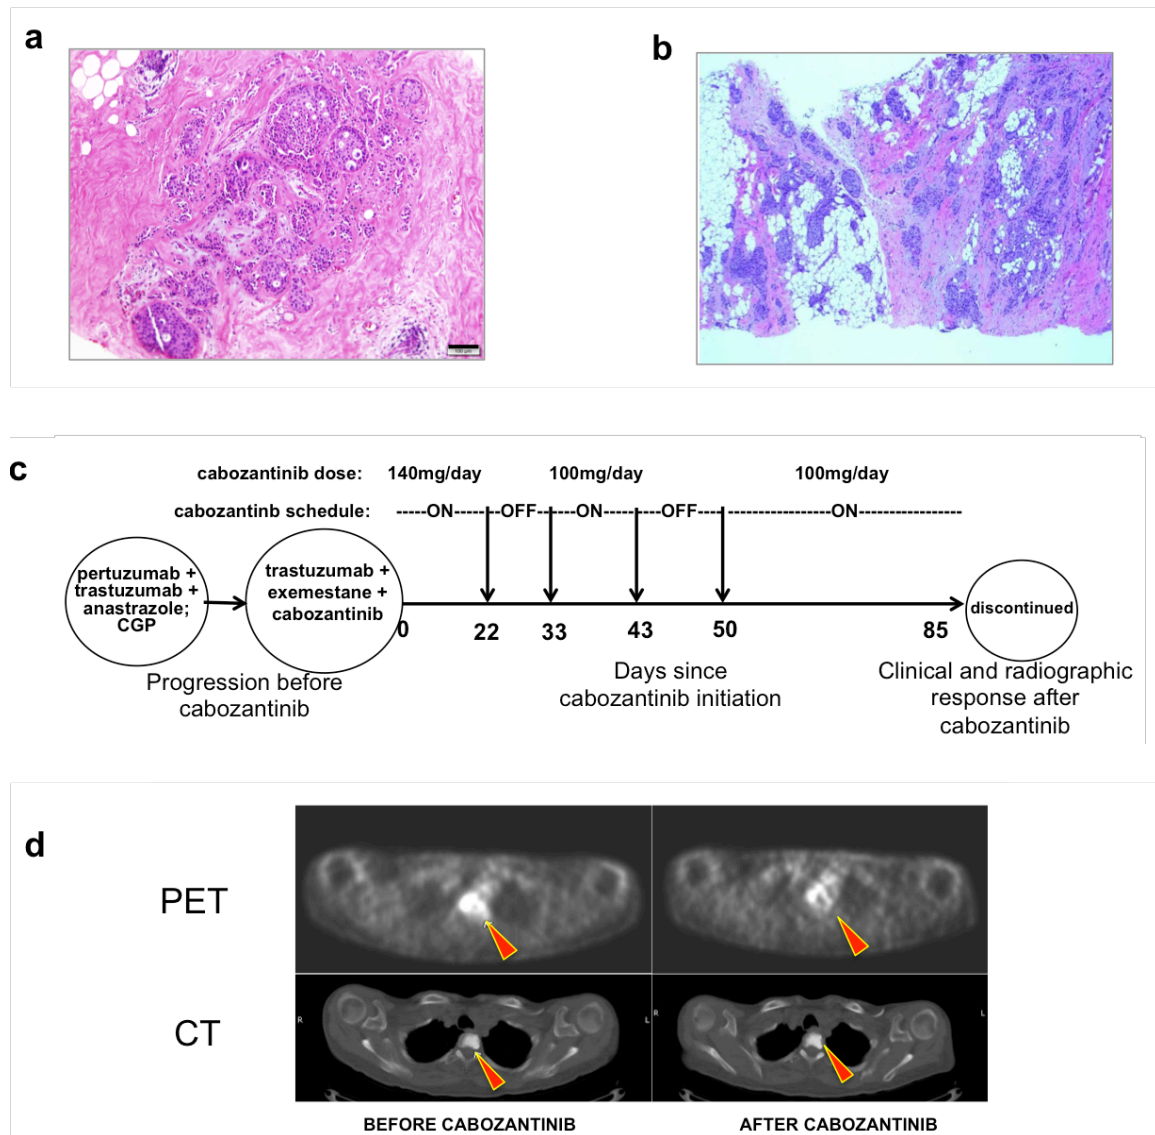 a
b
100 µm
c
cabozantinib dose: 140mg/day 100mg/day 100mg/day
cabozantinb schedule: -----ON------ --OFF-- ----ON---- ----OFF---- ------------------ON-----------------
pertuzumab +
trastuzumab +
anastrazole;
CGP
trastuzumab +
exemestane +
cabozantinib
discontinued
0 22 33 43 50 85
Progression before
cabozantinib
Days since
cabozantinib initiation
Clinical and radiographic
response after
cabozantinib
d
PET
CT
R L R L
BEFORE CABOZANTINIB AFTER CABOZANTINIB